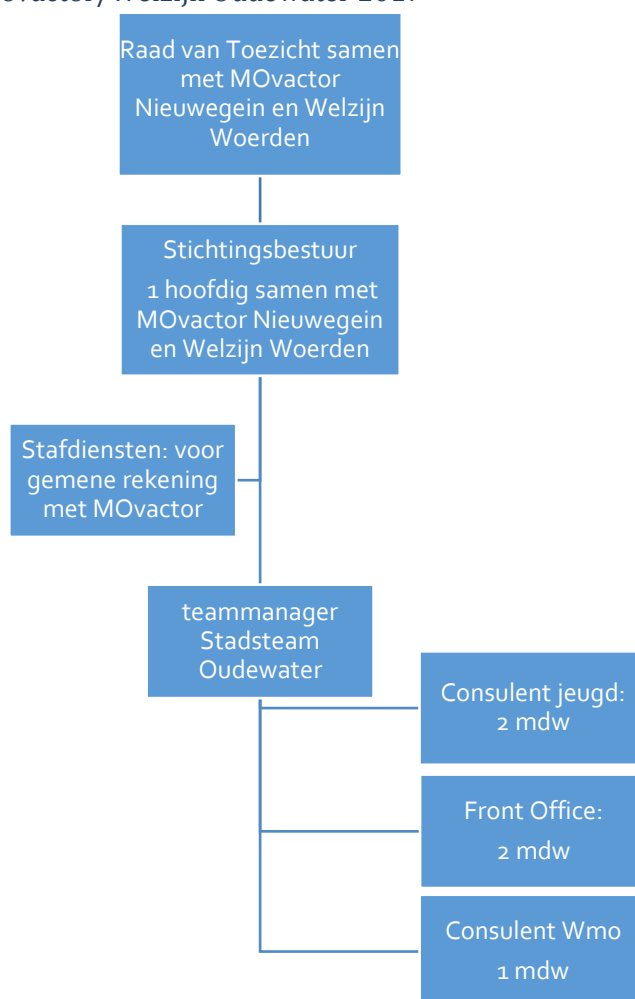 Welzijn Oudewater
Raad van Toezicht samen
met MOvactor
Nieuwegein en Welzijn
Woerden
Stichtingsbestuur
1 hoofdig samen met
MOvactor Nieuwegein
en Welzijn Woerden
Stafdiensten: voor
gemene rekening
met MOvactor
teammanager
Stadsteam
Oudewater
Consulent jeugd:
2 mdw
Front Office:
2 mdw
Consulent Wmo
1 mdw